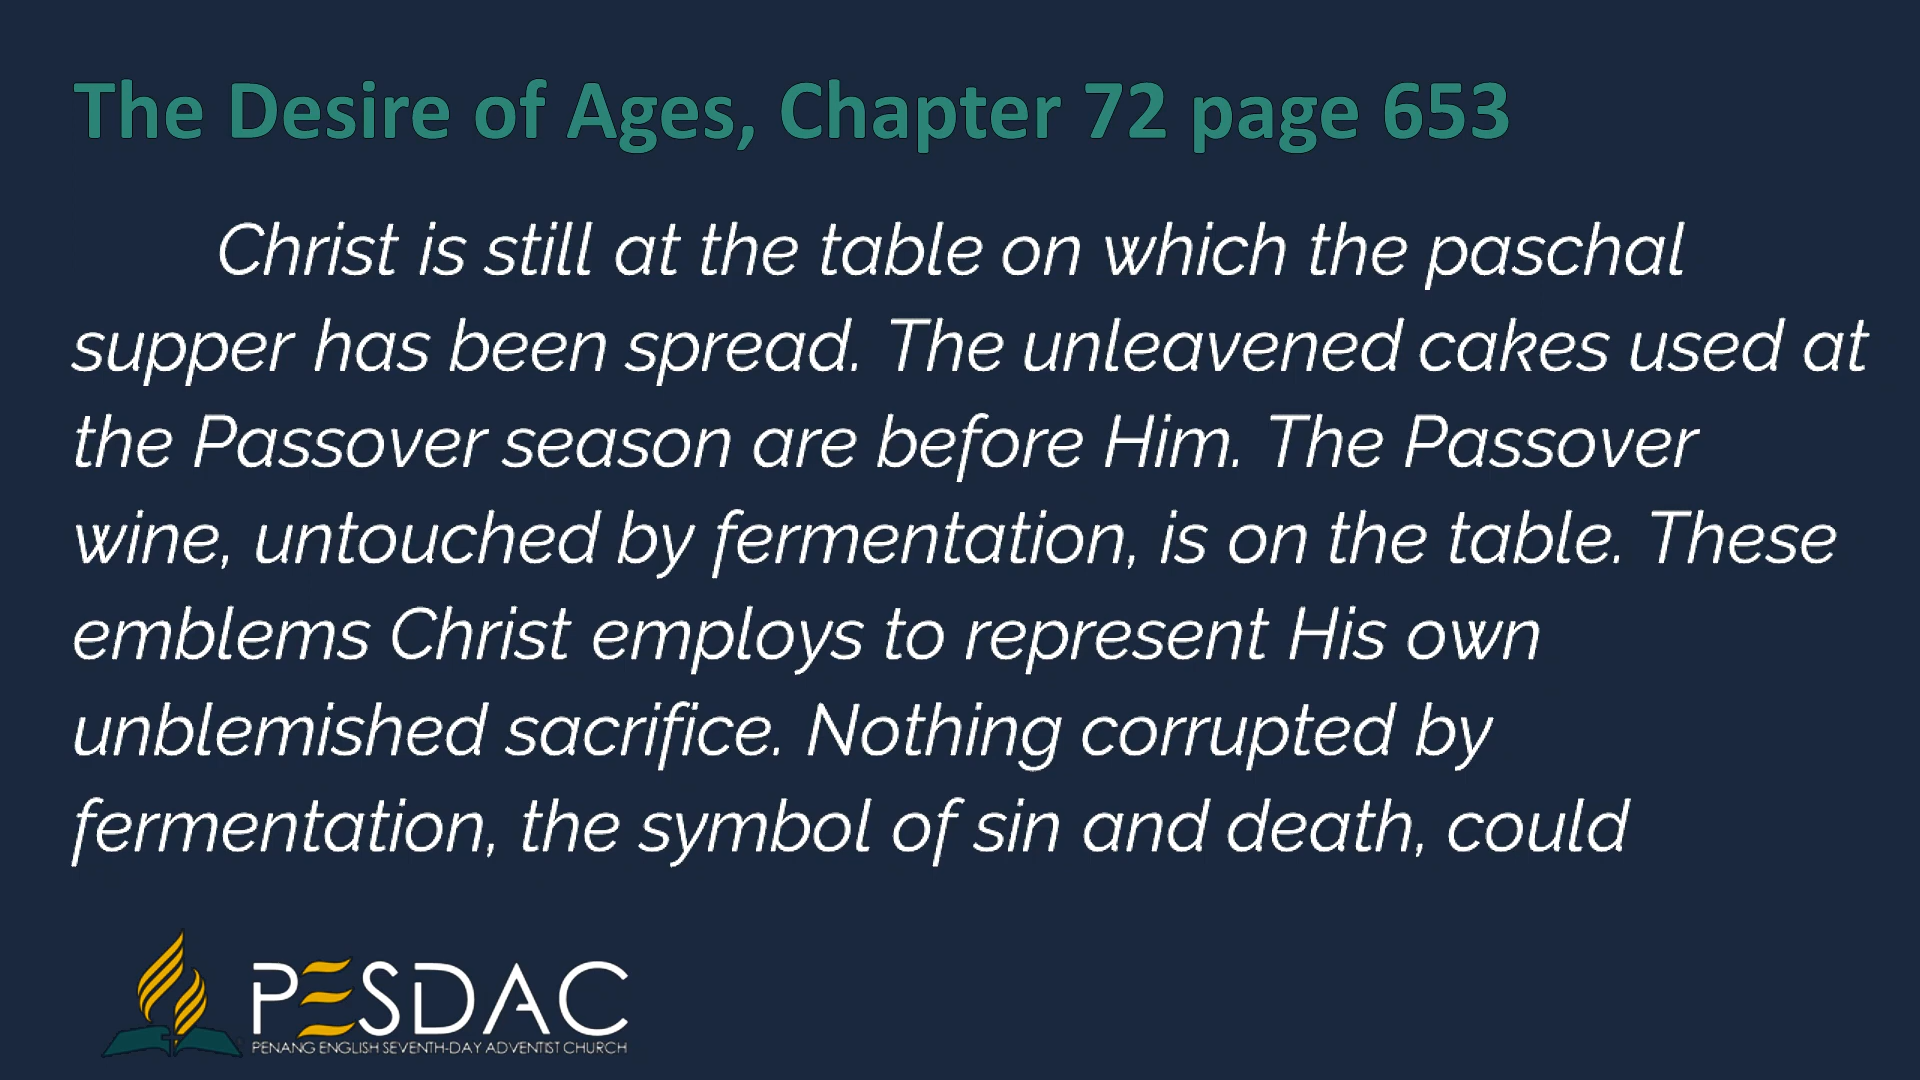 The Desire of Ages, Chapter 72 page 653
Christ is still at the table on which the paschal
supper has been spread. The unleavened cakes used at
the Passover season are before Him. The Passover
wine, untouched by fermentation, is on the table. These
emblems Christ employs to represent His own
unblemished sacrifice. Nothing corrupted by
fermentation, the symbol of sin and death, could
PESDAC
PENANG ENGLISH SEVENTH-DAY ADVENTIST CHURCH